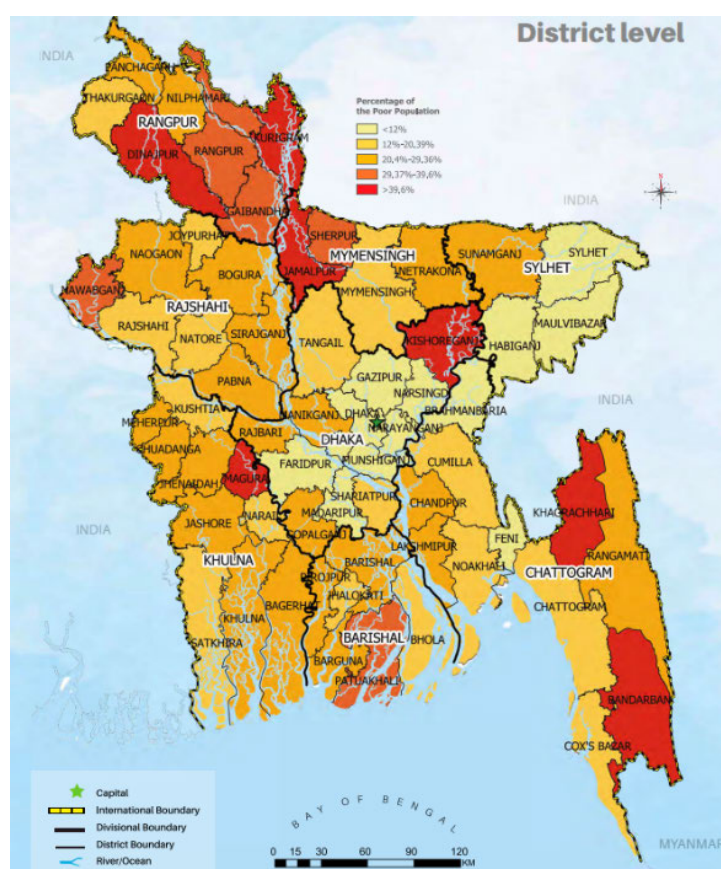 District level
INDIA
PANCHAGARH
THAKURGAON
NILPHAMARI
RANGPUR
KURIGRAM
DINAJPUR
RANGPUR
GAIBANDHA
Percentage of
the Poor Population
<12%
12%-20,39%
20,4%-29,36%
29,37%-39,6%
>39,6%
N
INDIA
JOYPURHAT
NAOGAON
BOGURA
NAWABGANJ
RAJSHAHI
RAJSHAHI
NATORE
SIRAJGANJ
PABNA
SHERPUR
MYMENSINGH
JAMALPUR
NETRAKONA
MYMENSINGH
TANGAIL
KISHOREGANJ
SUNAMGANJ
SYLHET
SYLHET
MAULVIBAZAR
HABIGANJ
GAZIPUR
NARSINGDI
DHAKA
MANIKGANJ
NARAYANGANJ
BRAHMANBARIA
DHAKA
MUNSHIGANJ
RAJBARI
FARIDPUR
SHARIATPUR
MADARIPUR
GOPALGANJ
INDIA
KUSHTIA
MEHERPUR
CHUADANGA
JHENAIDAH
MAGURA
JASHORE
NARAIL
KHULNA
KHULNA
BAGERHAT
SATKHIRA
INDIA
CUMILLA
CHANDPUR
LAKSHMIPUR
NOAKHALI
FENI
KHAGRACHHARI
RANGAMATI
CHATTOGRAM
CHATTOGRAM
BANDARBAN
COX'S BAZAR
BARISHAL
PIROJPUR
JHALOKATI
BARISHAL
BHOLA
BARGUNA
PATUAKHALI
Capital
International Boundary
Divisional Boundary
District Boundary
River/Ocean
BAY OF BENGAL
0 15 30 60 90 120
KM
MYANMAR